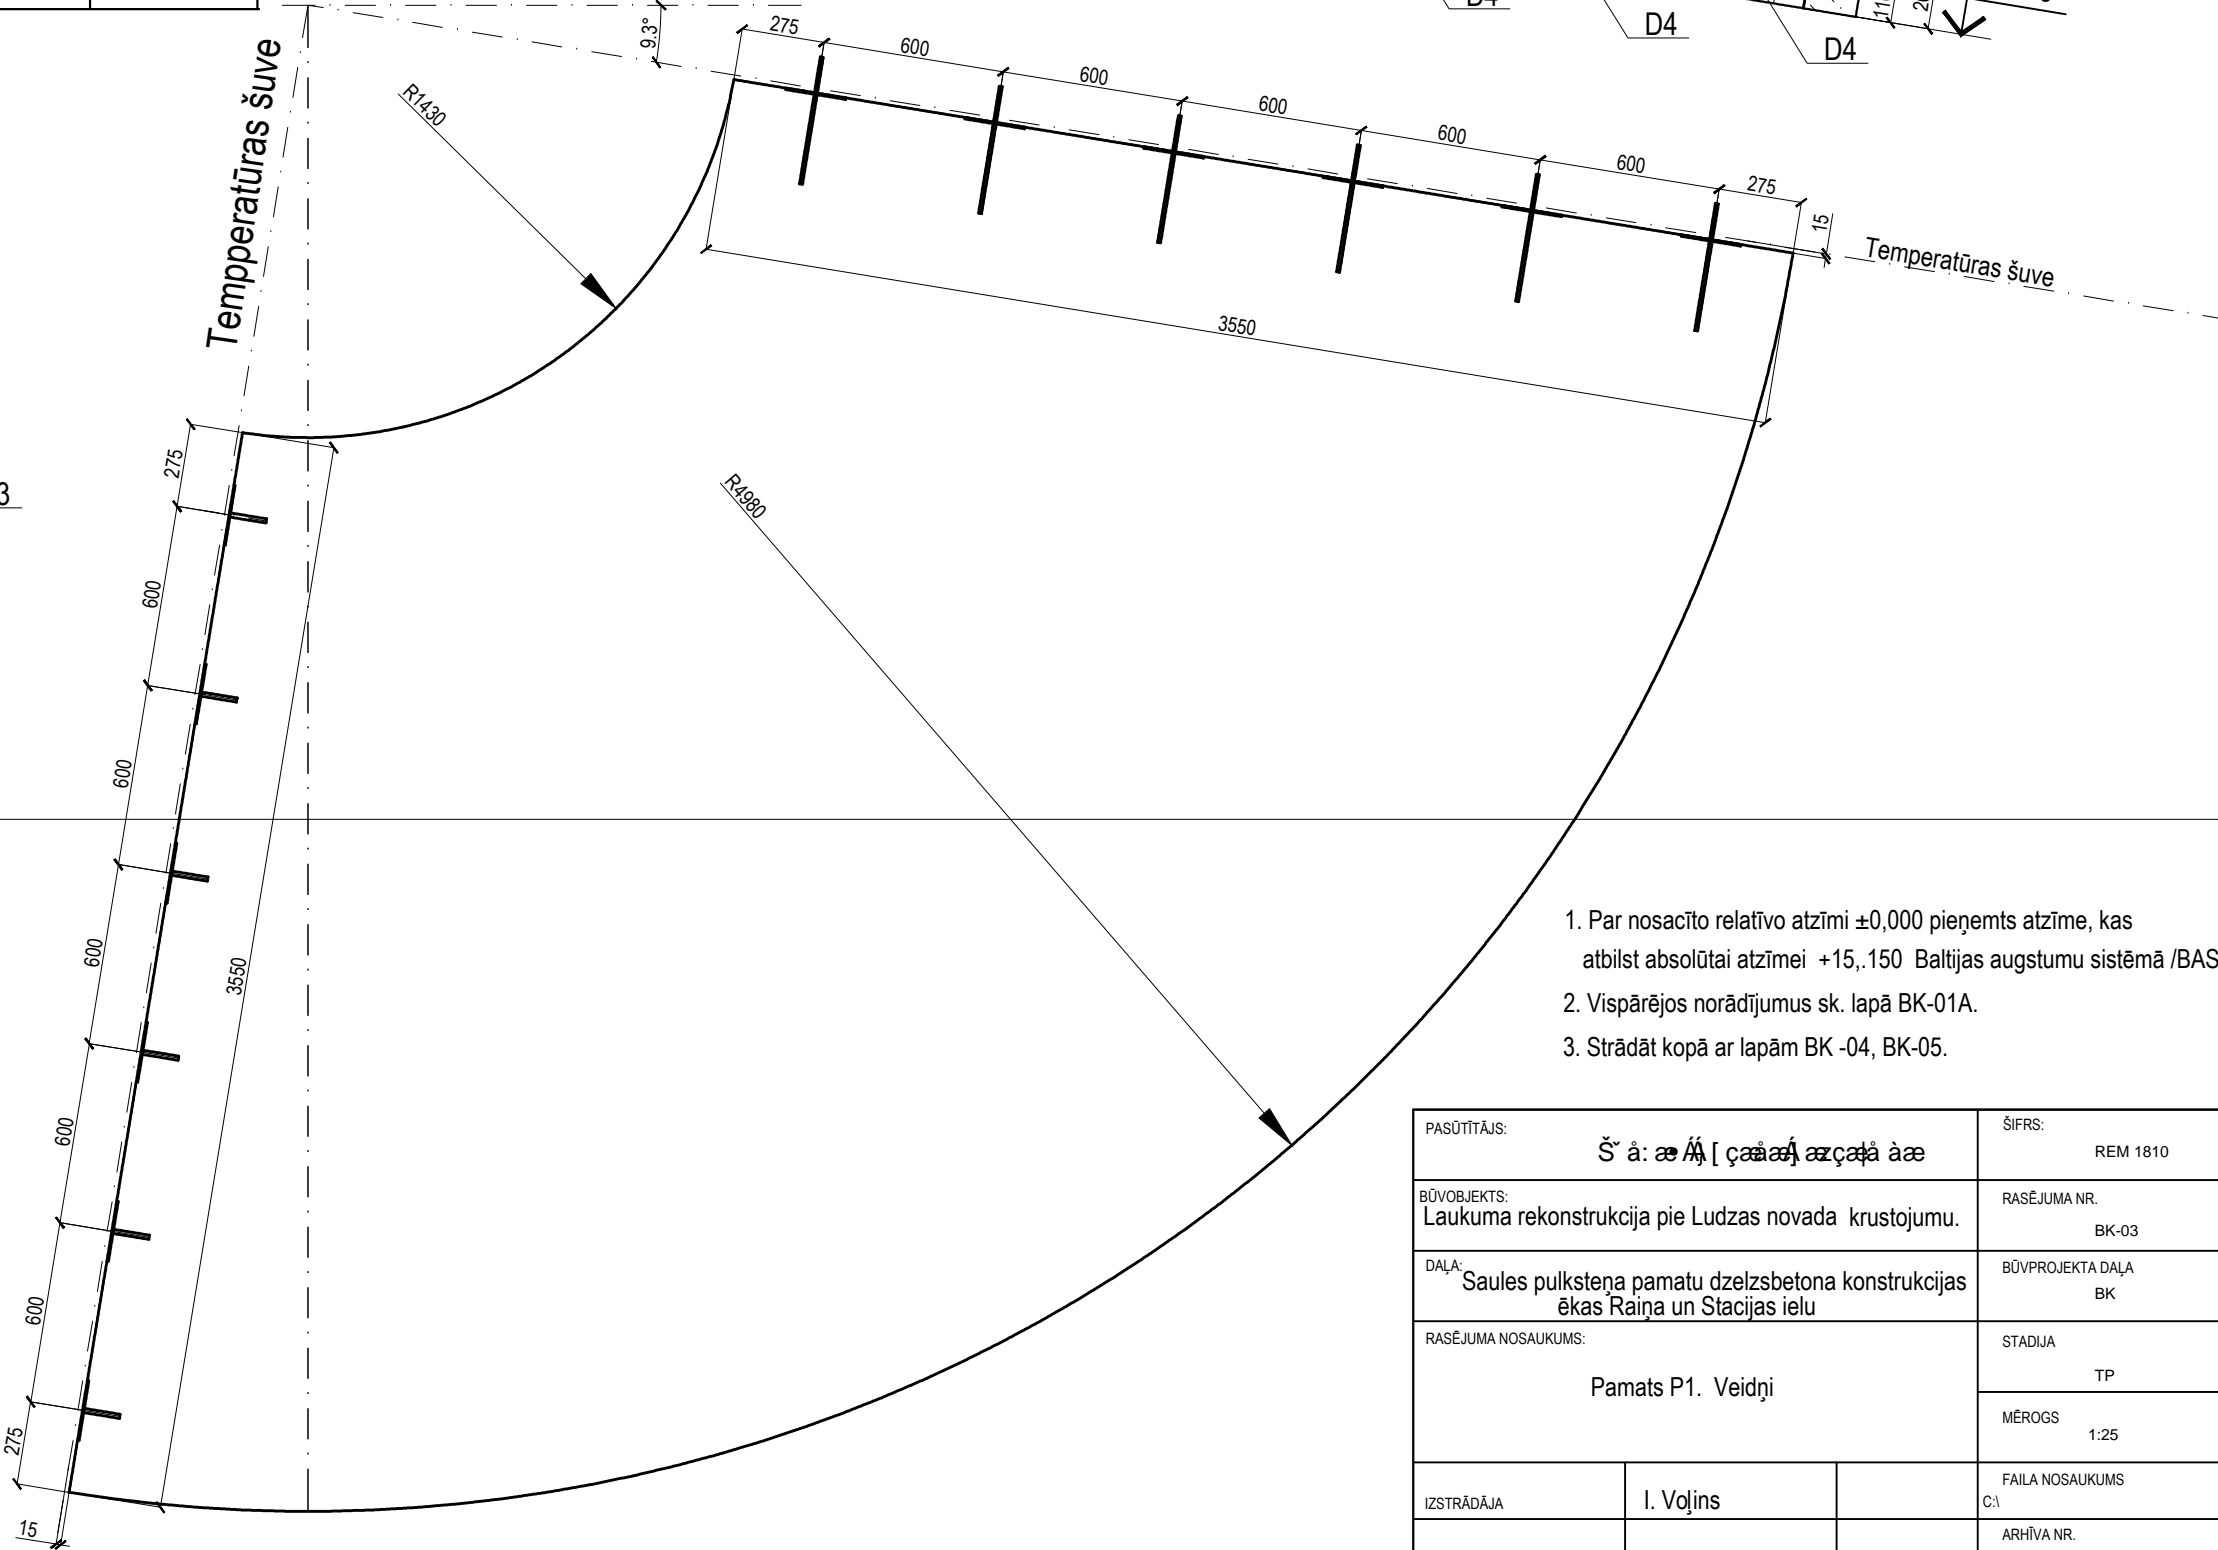 D4
D4
D4
9.3°
275
600
600
600
600
600
275
15
3550
Temperatūras šuve
Tempperatūras šuve
R1430
R4980
3
275
600
600
600
600
600
275
15
3550
1. Par nosacīto relatīvo atzīmi ±0,000 pieņemts atzīme, kas
atbilst absolūtai atzīmei +15,.150 Baltijas augstumu sistēmā /BAS
2. Vispārējos norādījumus sk. lapā BK-01A.
3. Strādāt kopā ar lapām BK -04, BK-05.
PASŪTĪTĀJS:
ŠIFRS:
REM 1810
BŪVOBJEKTS:
Laukuma rekonstrukcija pie Ludzas novada krustojumu.
RASĒJUMA NR.
BK-03
DAĻA:
Saules pulksteņa pamatu dzelzsbetona konstrukcijas
ēkas Raiņa un Stacijas ielu
BŪVPROJEKTA DAĻA
BK
RASĒJUMA NOSAUKUMS:
Pamats P1. Veidņi
STADIJA
TP
MĒROGS
1:25
IZSTRĀDĀJA
I. Voļins
FAILA NOSAUKUMS
C:\
ARHĪVA NR.